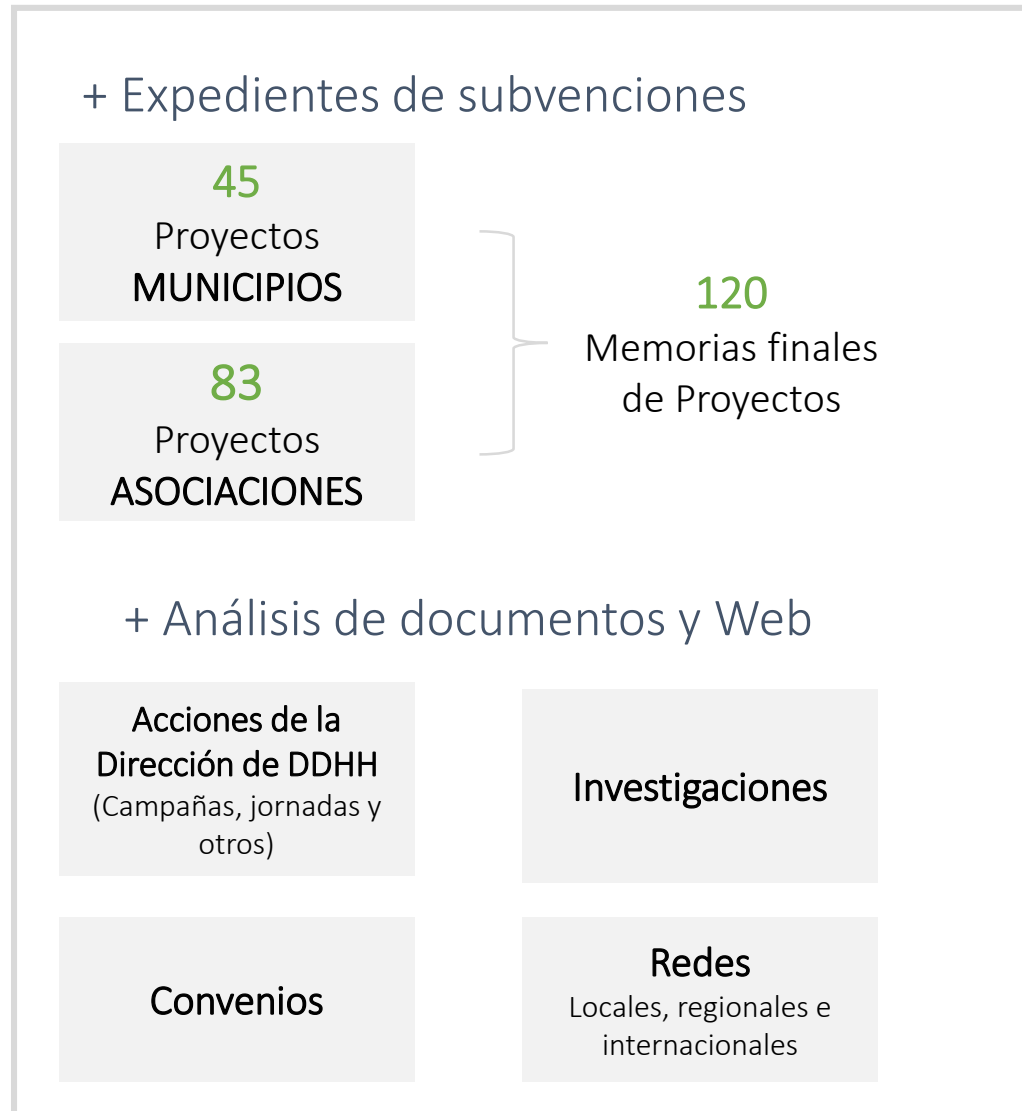 + Expedientes de subvenciones
45
Proyectos
MUNICIPIOS
83
Proyectos
ASOCIACIONES
120
Memorias finales
de Proyectos
+ Análisis de documentos y Web
Acciones de la
Dirección de DDHH
(Campañas, jornadas y
otros)
Investigaciones
Convenios
Redes
Locales, regionales e
internacionales